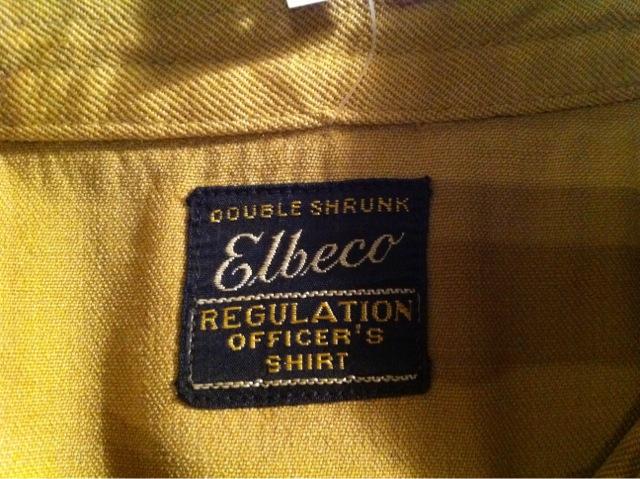 DOUBLE SHRUNK
Elbeco
REGULATION
OFFICER'S
SHIRT